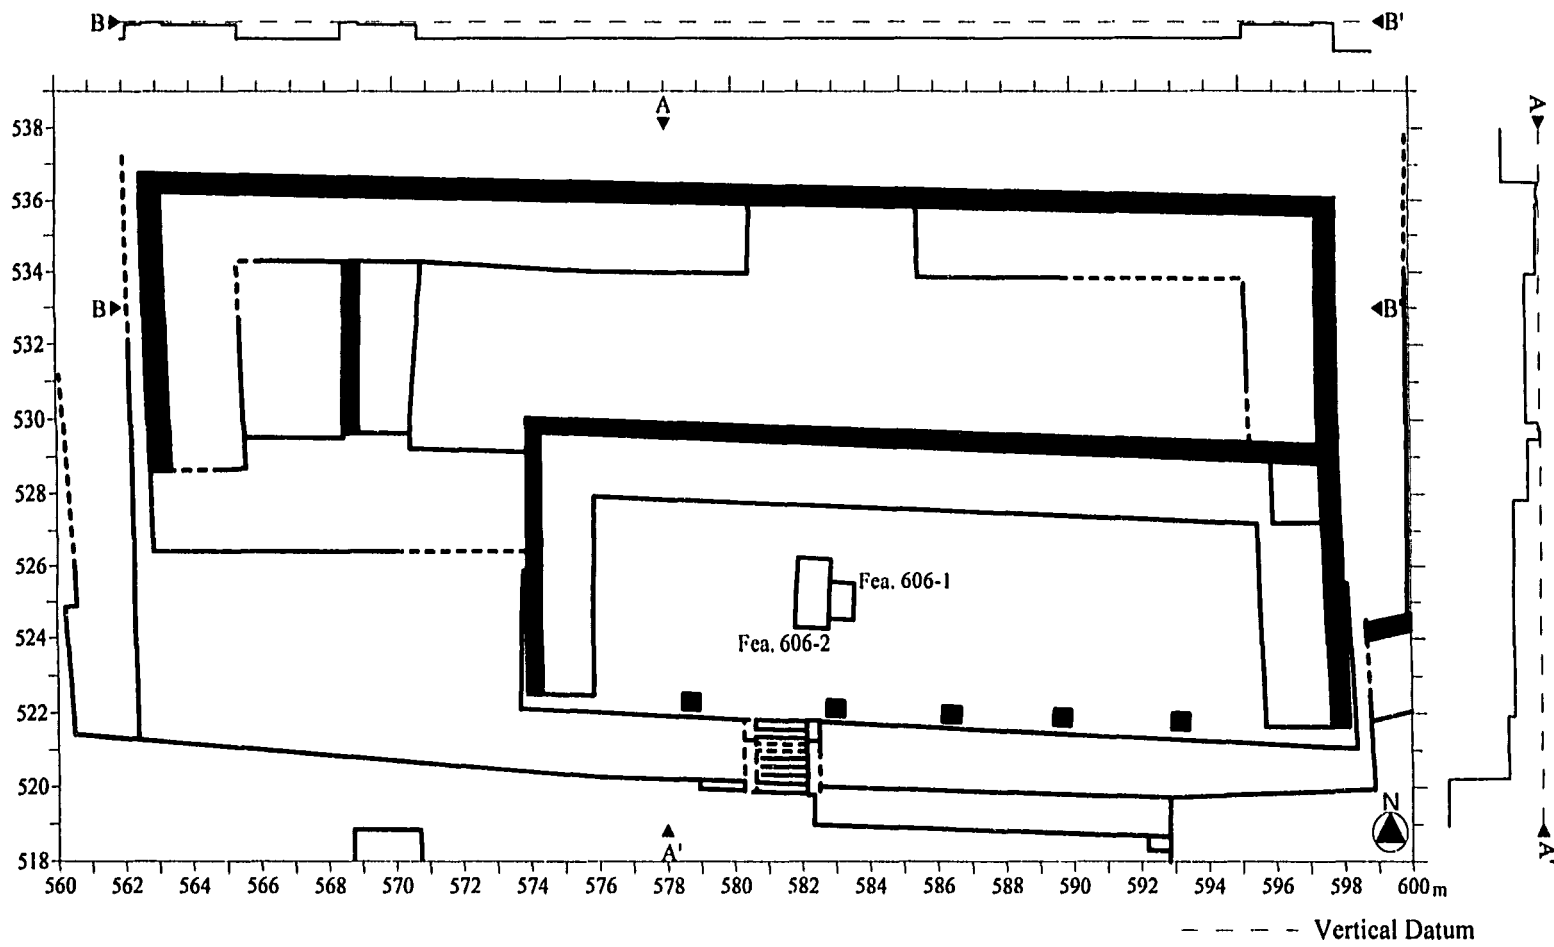 B B'
A A
538
536
534
B B'
532
530
528
526
Fea. 606-1
524
Fea. 606-2
522
520
N
518
A' A'
560 562 564 566 568 570 572 574 576 578 580 582 584 586 588 590 592 594 596 598 600 m
Vertical Datum